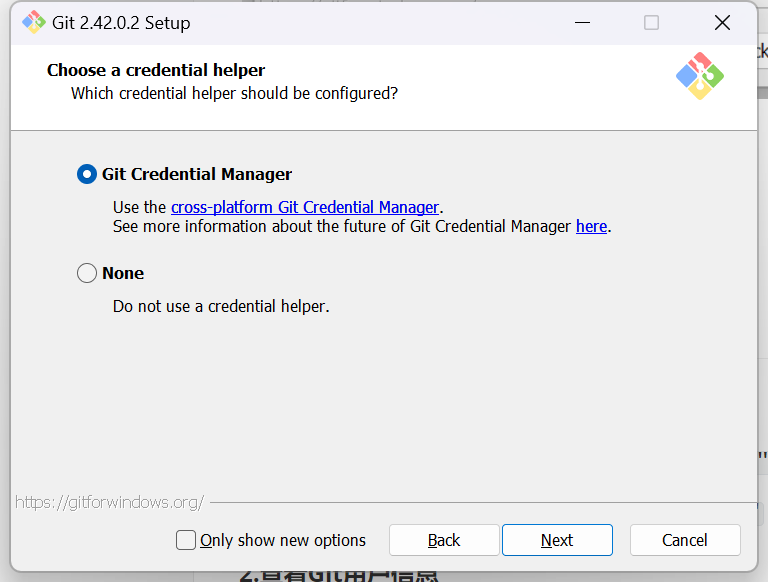 Git 2.42.0.2 Setup
Choose a credential helper
Which credential helper should be configured?
Git Credential Manager
Use the cross-platform Git Credential Manager.
See more information about the future of Git Credential Manager here.
None
Do not use a credential helper.
https://gitforwindows.org/
Only show new options
Back
Next
Cancel
2.查看Git用户信息